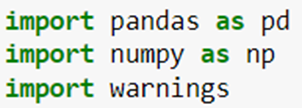 import pandas as pd
import numpy as np
import warnings